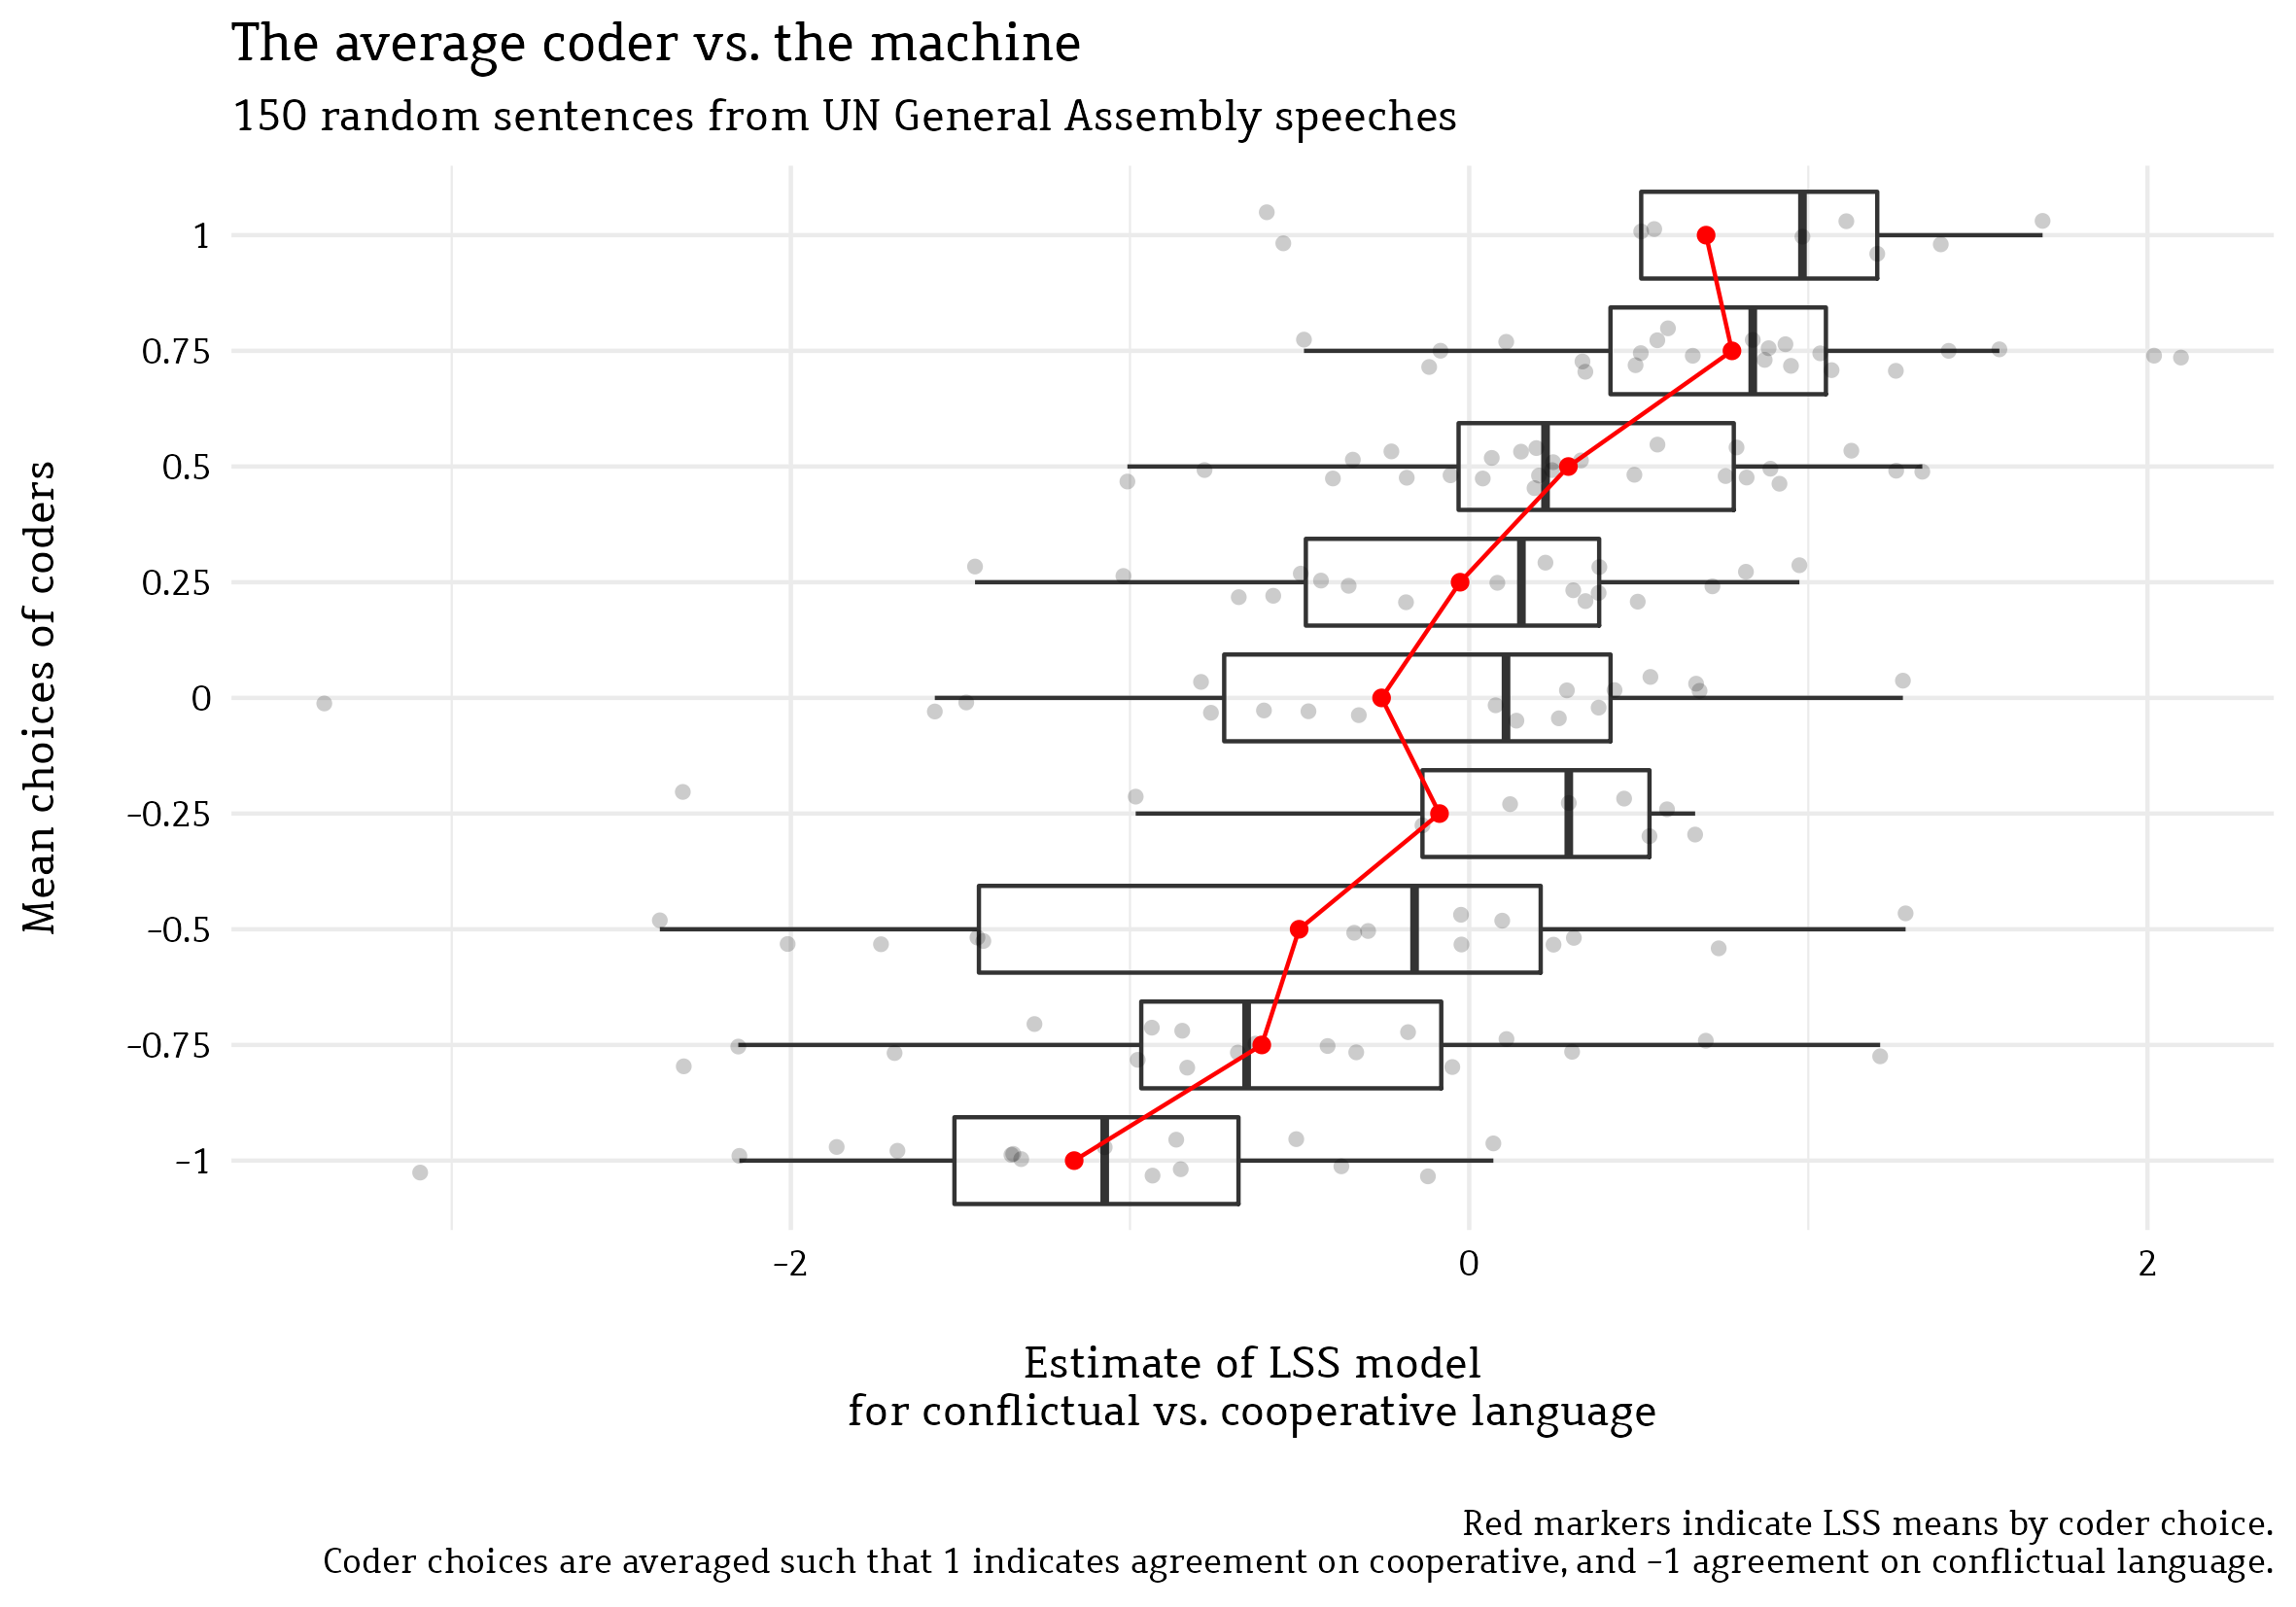 The average coder vs. the machine
150 random sentences from UN General Assembly speeches
Mean choices of coders
1
0.75
0.5
0.25
0
-0.25
-0.5
-0.75
-1
-2
0
2
Estimate of LSS model
for conflictual vs. cooperative language
Red markers indicate LSS means by coder choice.
Coder choices are averaged such that 1 indicates agreement on cooperative, and -1 agreement on conflictual language.